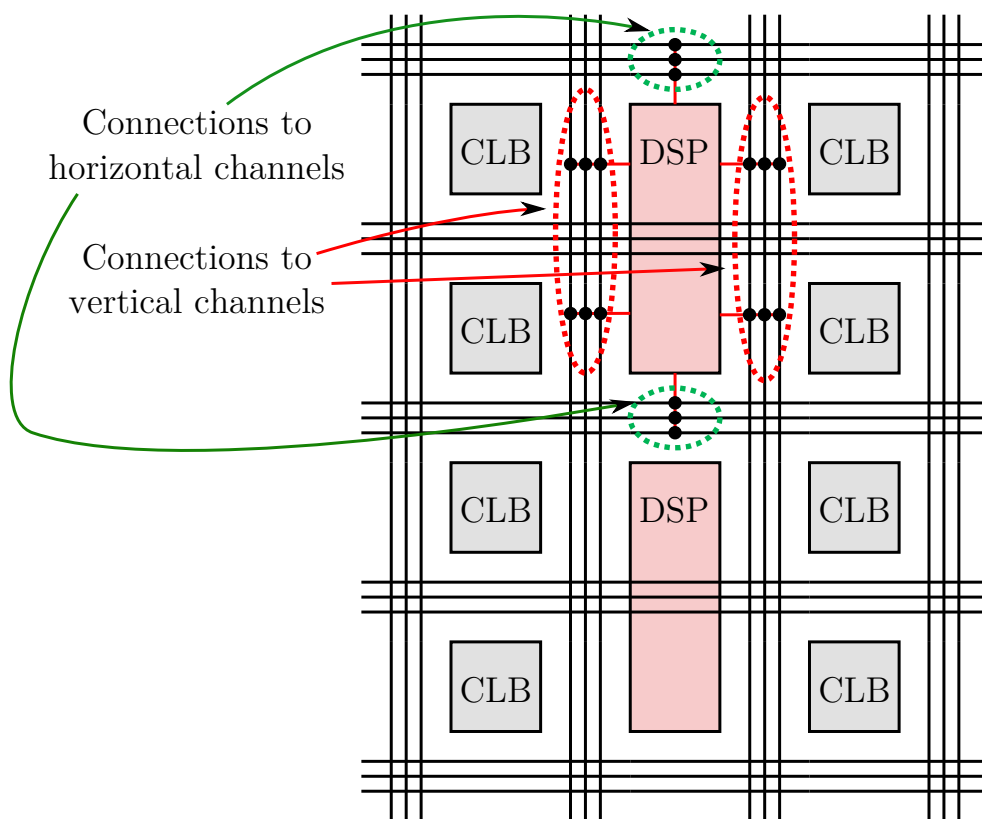 Connections to
horizontal channels
CLB
DSP
CLB
Connections to
vertical channels
CLB
CLB
CLB
DSP
CLB
CLB
CLB